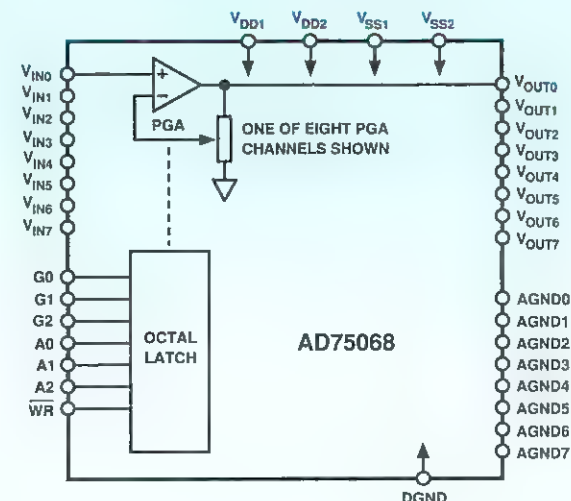 VDD1 VDD2 VSS1 VSS2
VIN0
VIN1
VIN2
VIN3
VIN4
VIN5
VIN6
VIN7
+
−
PGA
ONE OF EIGHT PGA
CHANNELS SHOWN
VOUT0
VOUT1
VOUT2
VOUT3
VOUT4
VOUT5
VOUT6
VOUT7
G0
G1
G2
A0
A1
A2
WR
OCTAL
LATCH
AD75068
AGND0
AGND1
AGND2
AGND3
AGND4
AGND5
AGND6
AGND7
DGND